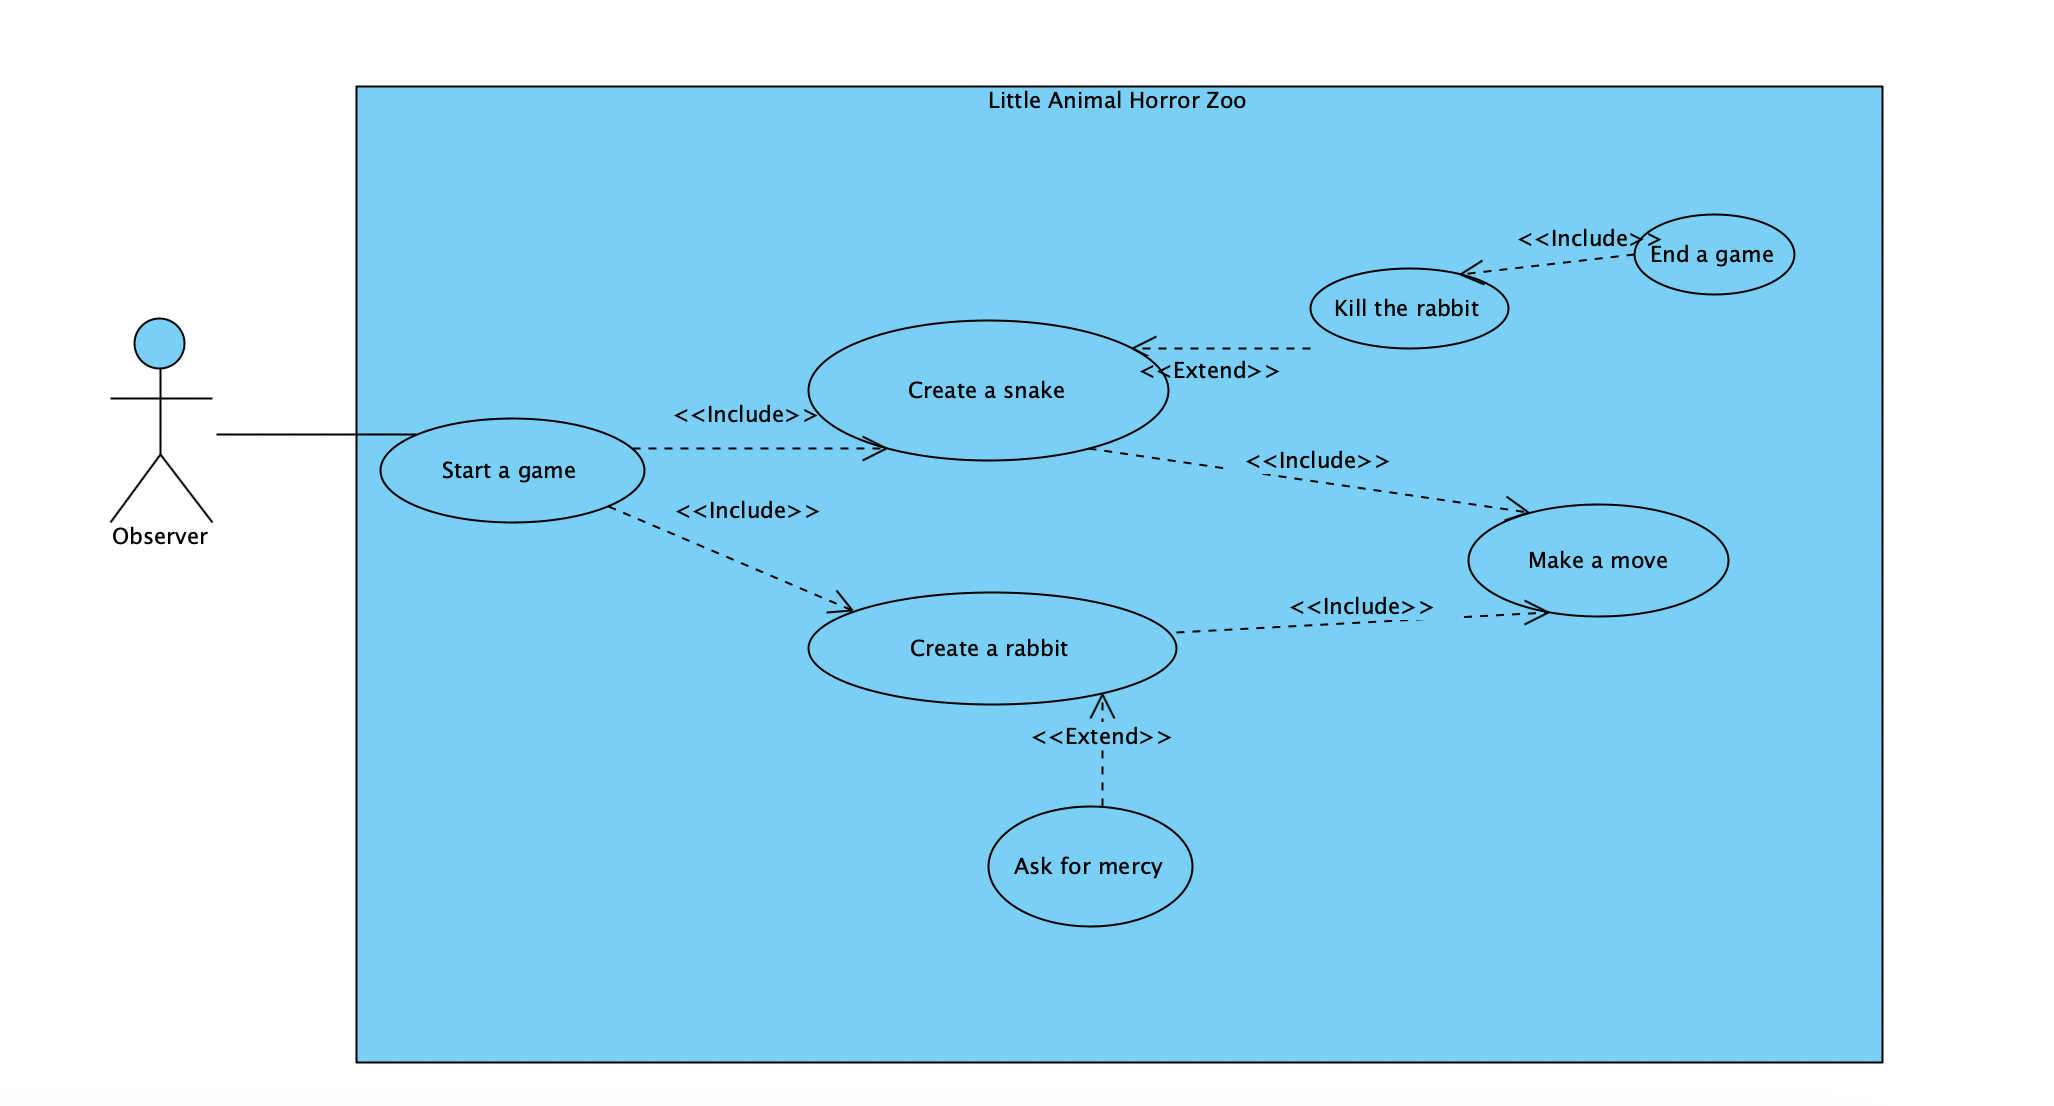 Little Animal Horror Zoo
<<Include>>
End a game
Kill the rabbit
<<Extend>>
Create a snake
<<Include>>
Start a game
<<Include>>
<<Include>>
Observer
Make a move
<<Include>>
Create a rabbit
<<Extend>>
Ask for mercy